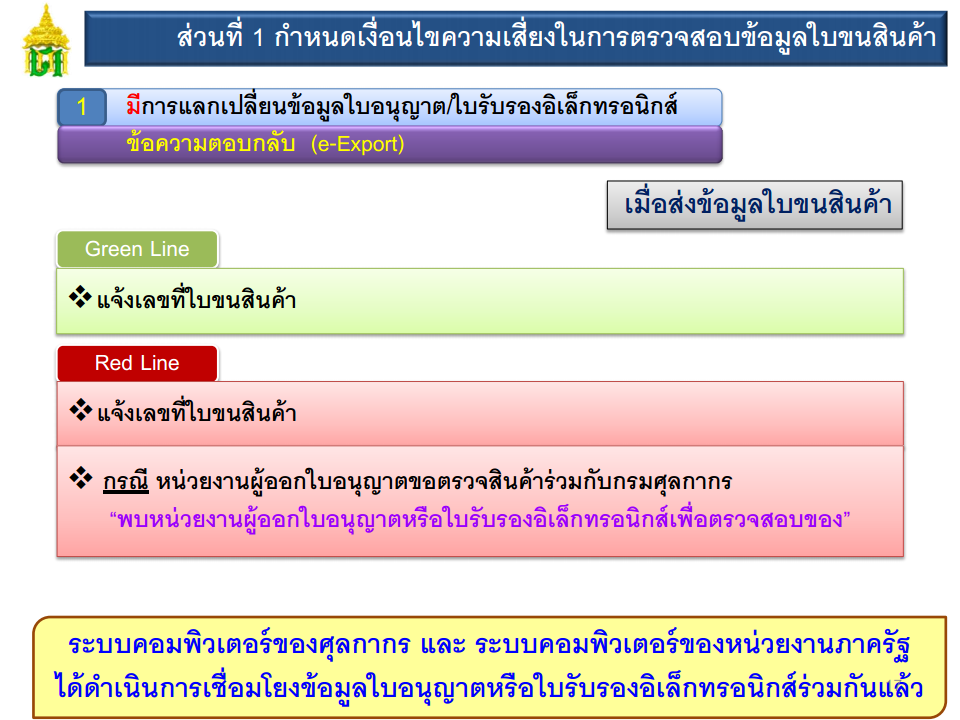 ส่วนที่ 1 กำหนดเงื่อนไขความเสี่ยงในการตรวจสอบข้อมูลใบขนสินค้า
1 มีการแลกเปลี่ยนข้อมูลใบอนุญาต/ใบรับรองอิเล็กทรอนิกส์
ข้อความตอบกลับ (e-Export)
เมื่อส่งข้อมูลใบขนสินค้า
Green Line
❖ แจ้งเลขที่ใบขนสินค้า
Red Line
❖ แจ้งเลขที่ใบขนสินค้า
❖ กรณี หน่วยงานผู้ออกใบอนุญาตขอตรวจสินค้าร่วมกับกรมศุลกากร
“พบหน่วยงานผู้ออกใบอนุญาตหรือใบรับรองอิเล็กทรอนิกส์เพื่อตรวจสอบของ”
ระบบคอมพิวเตอร์ของศุลกากร และ ระบบคอมพิวเตอร์ของหน่วยงานภาครัฐ
ได้ดำเนินการเชื่อมโยงข้อมูลใบอนุญาตหรือใบรับรองอิเล็กทรอนิกส์ร่วมกันแล้ว